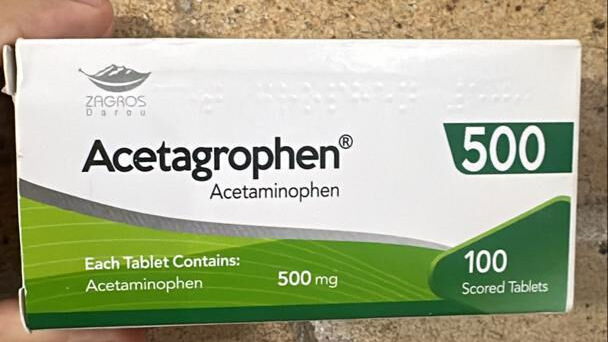 ZAGROS
Darou
Acetagrophen®
Acetaminophen
500
Each Tablet Contains:
Acetaminophen 500 mg
100
Scored Tablets